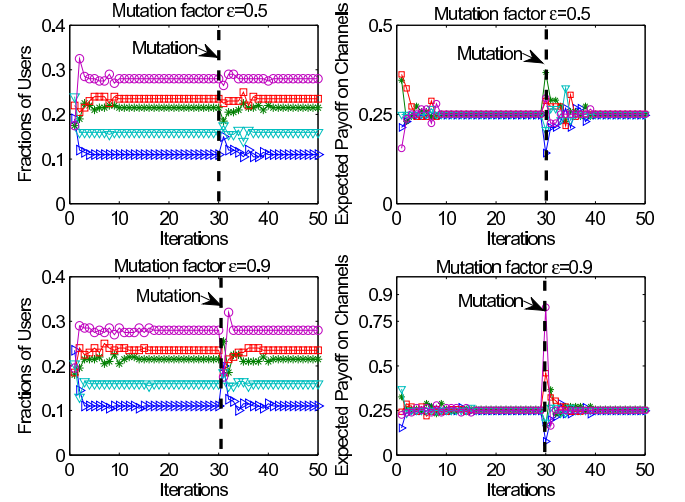 Mutation factor ε=0.5
0.4
0.3
0.2
0.1
0
0 10 20 30 40 50
Fractions of Users
Iterations
Mutation
Mutation factor ε=0.5
0.5
0.25
0
0 10 20 30 40 50
Expected Payoff on Channels
Iterations
Mutation
Mutation factor ε=0.9
0.4
0.3
0.2
0.1
0
0 10 20 30 40 50
Fractions of Users
Iterations
Mutation
Mutation factor ε=0.9
0.9
0.75
0.5
0.25
0
0 10 20 30 40 50
Expected Payoff on Channels
Iterations
Mutation